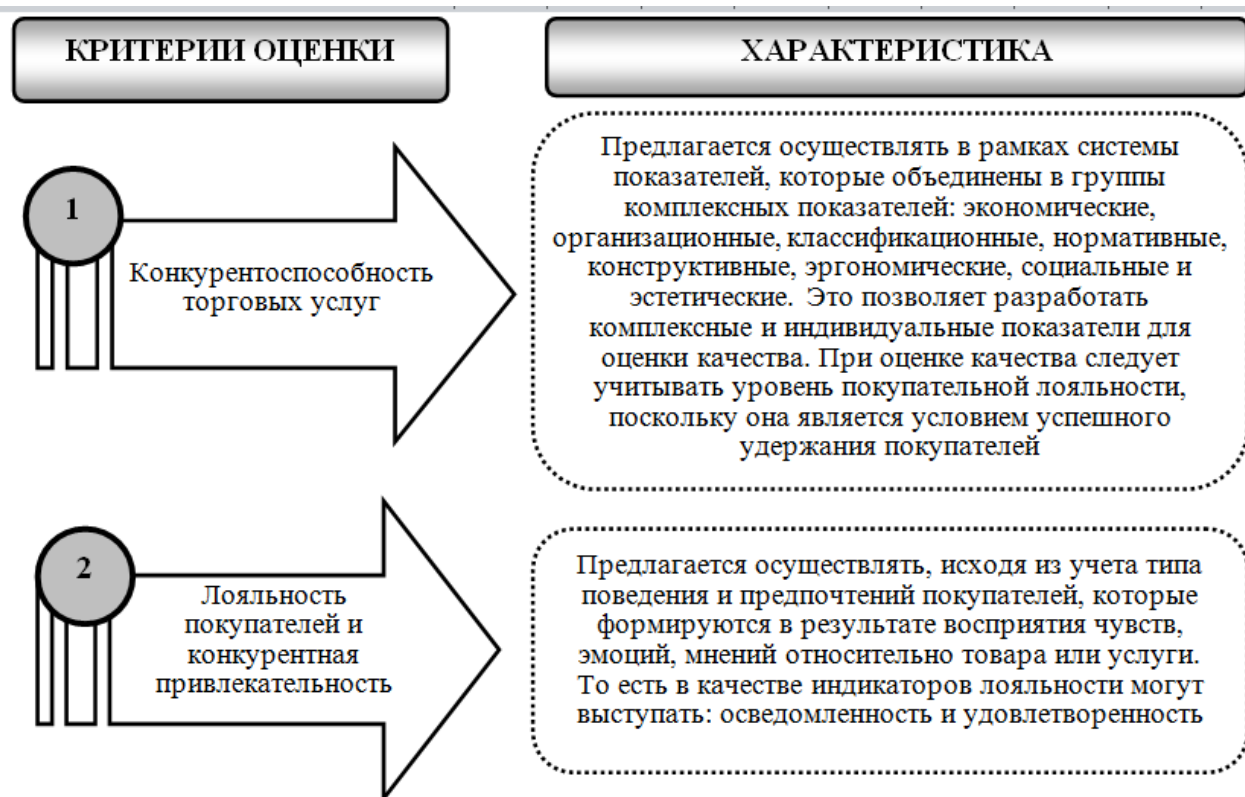 КРИТЕРИИ ОЦЕНКИ
ХАРАКТЕРИСТИКА
1
Конкурентоспособность
торговых услуг
Предлагается осуществлять в рамках системы
показателей, которые объединены в группы
комплексных показателей: экономические,
организационные, классификационные, нормативные,
конструктивные, эргономические, социальные и
эстетические. Это позволяет разработать
комплексные и индивидуальные показатели для
оценки качества. При оценке качества следует
учитывать уровень покупательной лояльности,
поскольку она является условием успешного
удержания покупателей
2
Лояльность
покупателей и
конкурентная
привлекательность
Предлагается осуществлять, исходя из учета типа
поведения и предпочтений покупателей, которые
формируются в результате восприятия чувств,
эмоций, мнений относительно товара или услуги.
То есть в качестве индикаторов лояльности могут
выступать: осведомленность и удовлетворенность